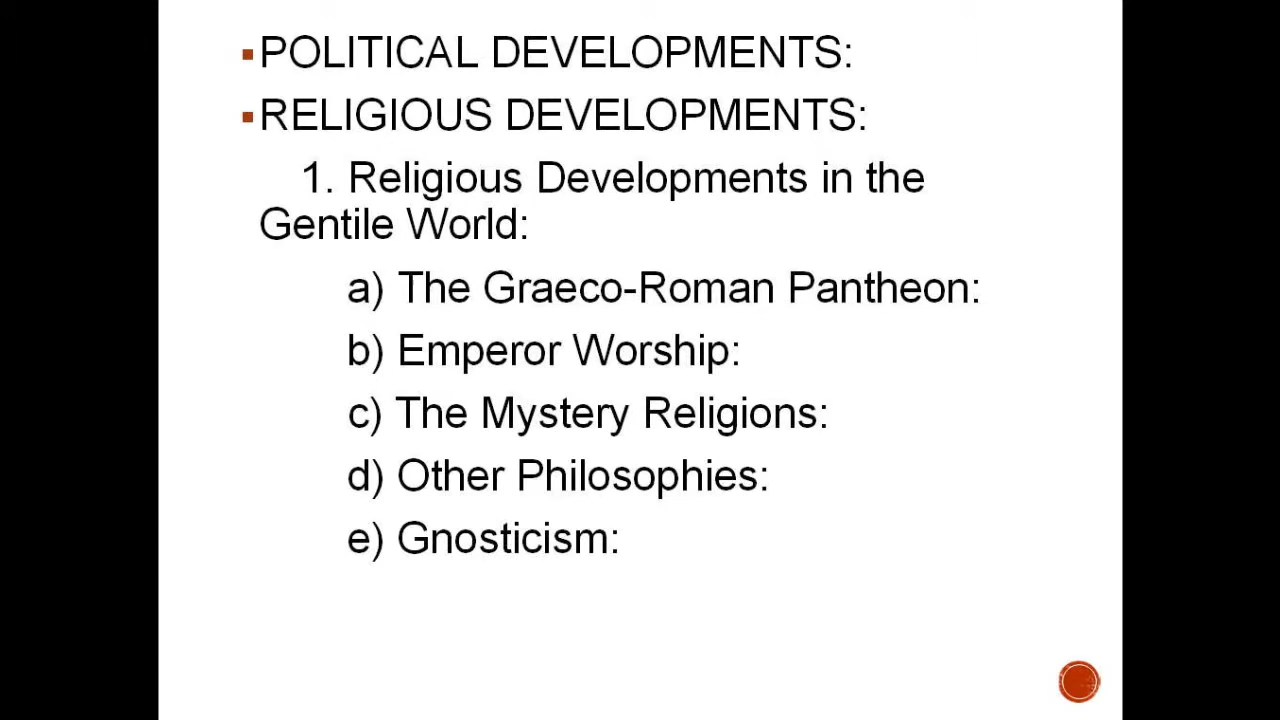 ▪POLITICAL DEVELOPMENTS:
▪RELIGIOUS DEVELOPMENTS:
1. Religious Developments in the
Gentile World:
a) The Graeco-Roman Pantheon:
b) Emperor Worship:
c) The Mystery Religions:
d) Other Philosophies:
e) Gnosticism: